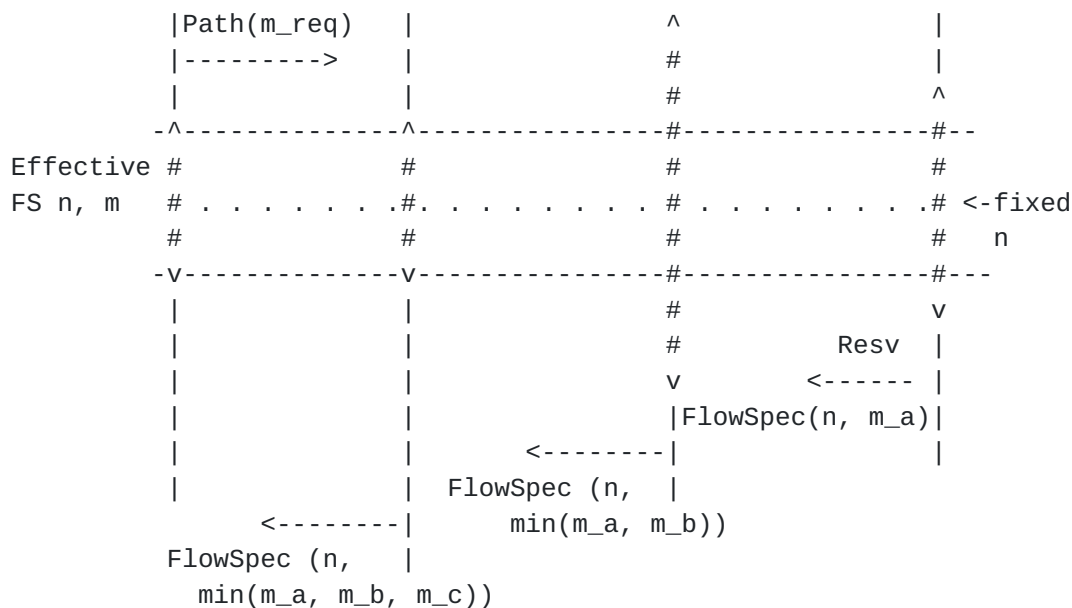 |Path(m_req)   |                ^                |
          |--------->    |                #                |
          |              |                #                ^
         -^--------------^----------------#----------------#--
Effective #              #                #                #
FS n, m   # . . . . . . .#. . . . . . . . # . . . . . . . .# <-fixed
          #              #                #                #   n
         -v--------------v----------------#----------------#---
          |              |                #                v
          |              |                #          Resv  |
          |              |                v        <------ |
          |              |                |FlowSpec(n, m_a)|
          |              |       <--------|                |
          |              |  FlowSpec (n,  |
          |     <--------|      min(m_a, m_b))
          FlowSpec (n,   |
            min(m_a, m_b, m_c))